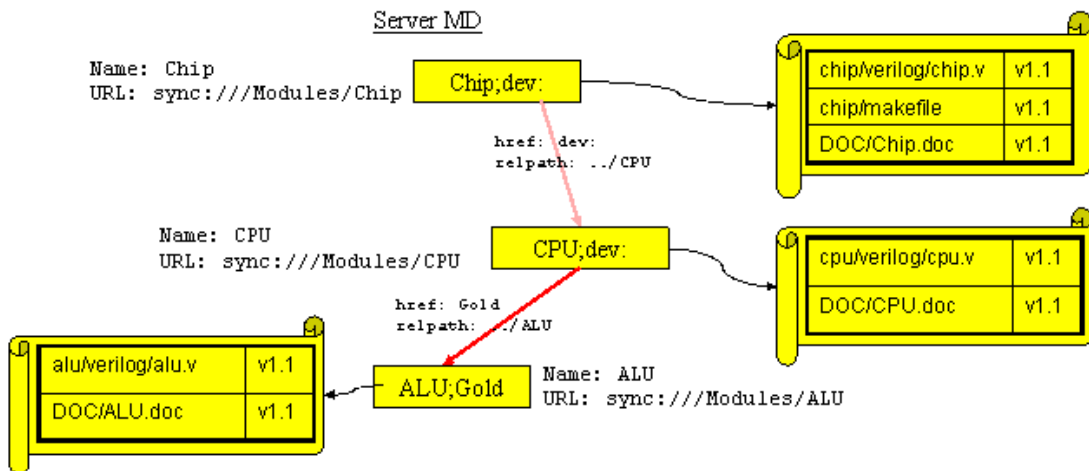 Server MD
Name: Chip
URL: sync:///Modules/Chip
Chip;dev:
chip/verilog/chip.v v1.1
chip/makefile v1.1
DOC/Chip.doc v1.1
href: dev:
relpath: ../CPU
Name: CPU
URL: sync:///Modules/CPU
CPU;dev:
cpu/verilog/cpu.v v1.1
DOC/CPU.doc v1.1
href: Gold
relpath: ../ALU
alu/verilog/alu.v v1.1
DOC/ALU.doc v1.1
ALU;Gold
Name: ALU
URL: sync:///Modules/ALU